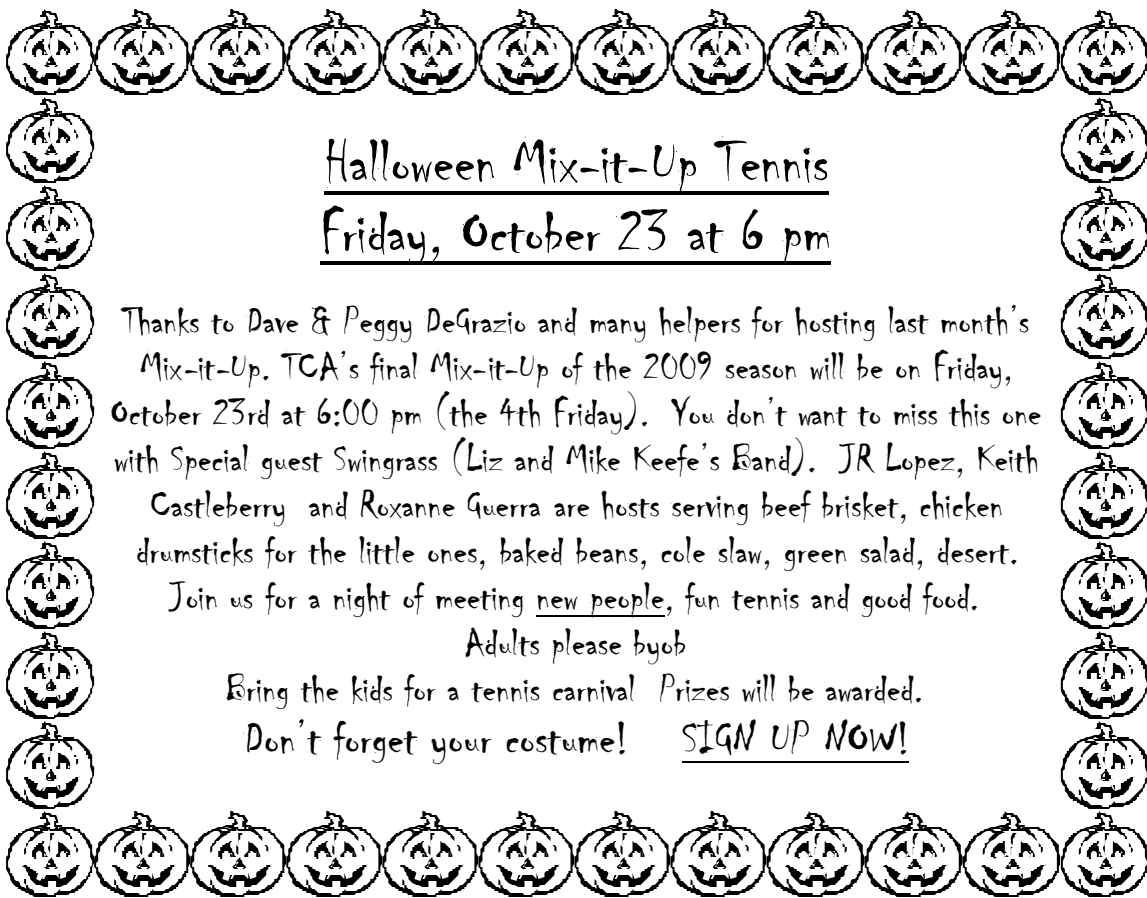 Halloween Mix-it-Up Tennis
Friday, October 23 at 6 pm
Thanks to Dave & Peggy DeGrazio and many helpers for hosting last month's
Mix-it-Up. TCA's final Mix-it-Up of the 2009 season will be on Friday,
October 23rd at 6:00 pm (the 4th Friday). You don't want to miss this one
with Special guest Swingrass (Liz and Mike Keefe's Band). JR Lopez, Keith
Castleberry and Roxanne Guerra are hosts serving beef brisket, chicken
drumsticks for the little ones, baked beans, cole slaw, green salad, desert.
Join us for a night of meeting new people, fun tennis and good food.
Adults please byob
Bring the kids for a tennis carnival Prizes will be awarded.
Don't forget your costume! SIGN UP NOW!